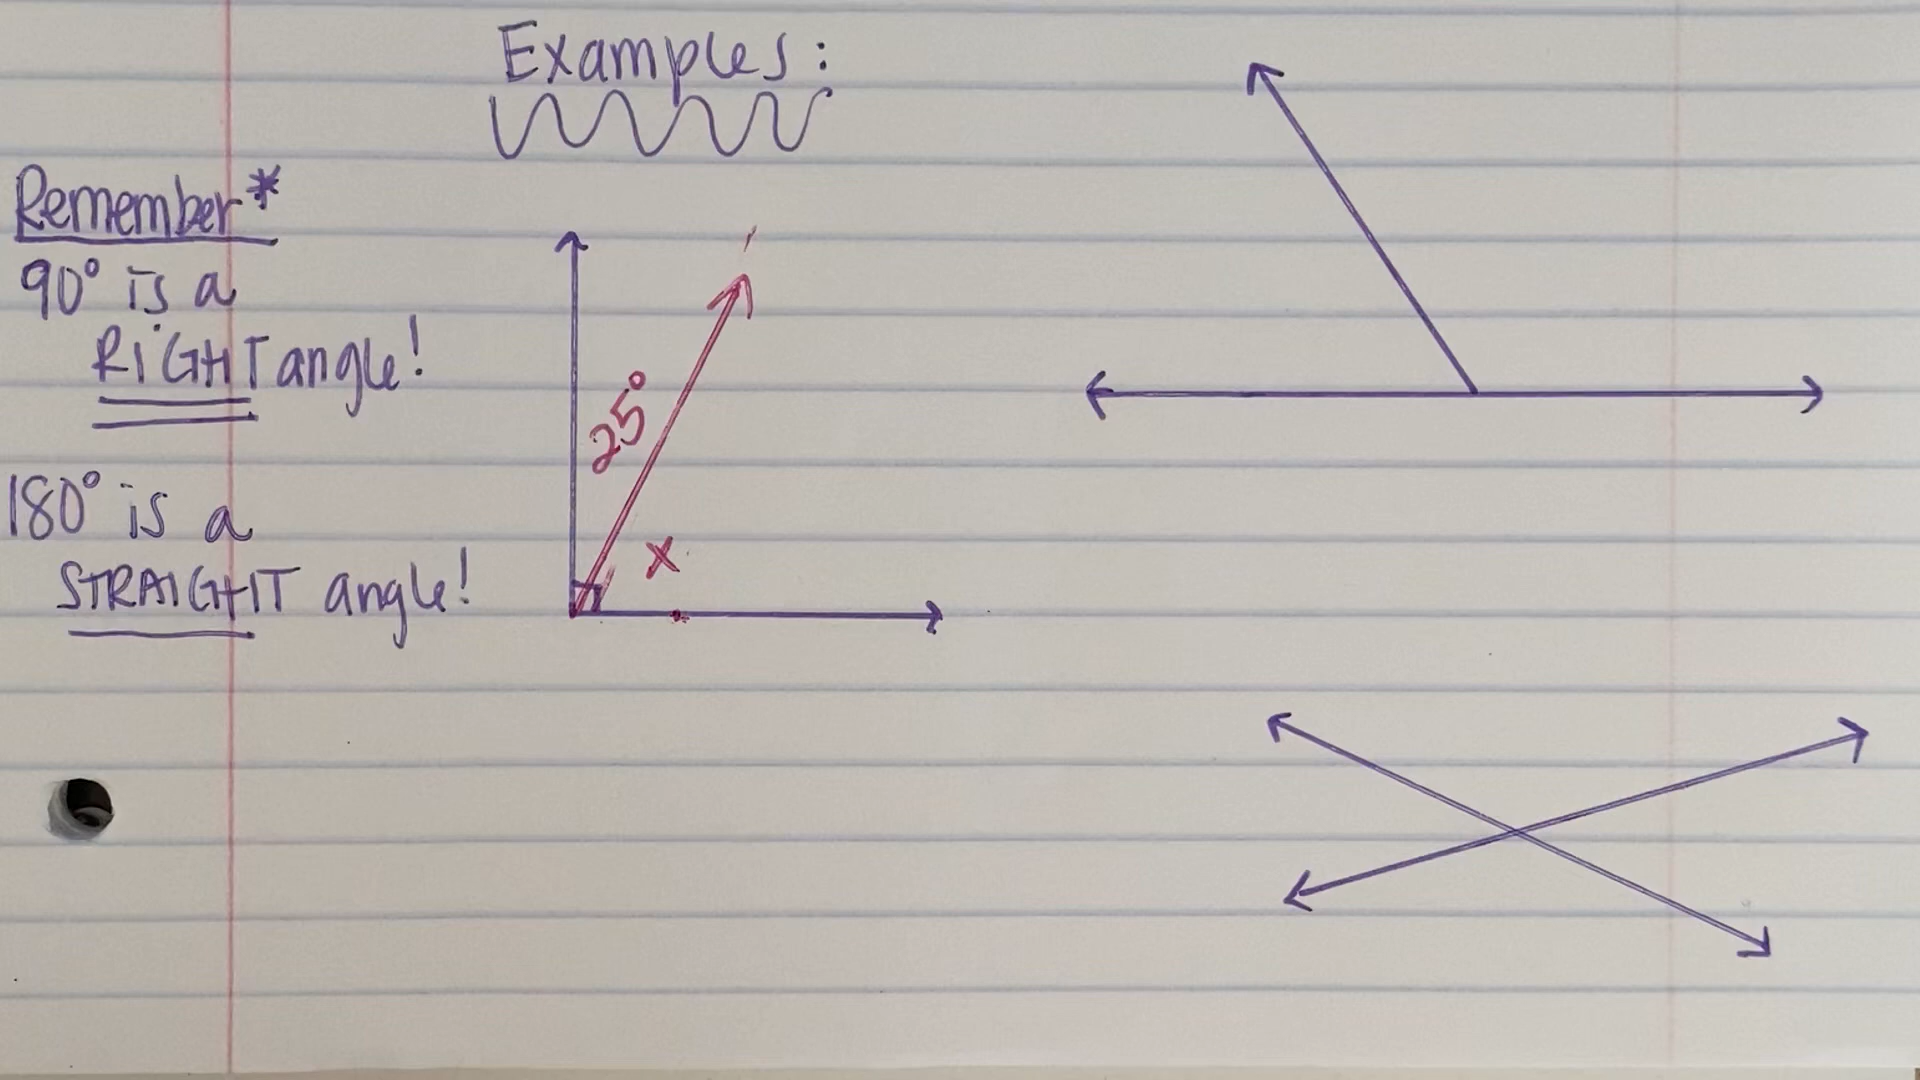 Examples:
Remember*
90° is a
RIGHT angle!
180° is a
STRAIGHT angle!
25°
x